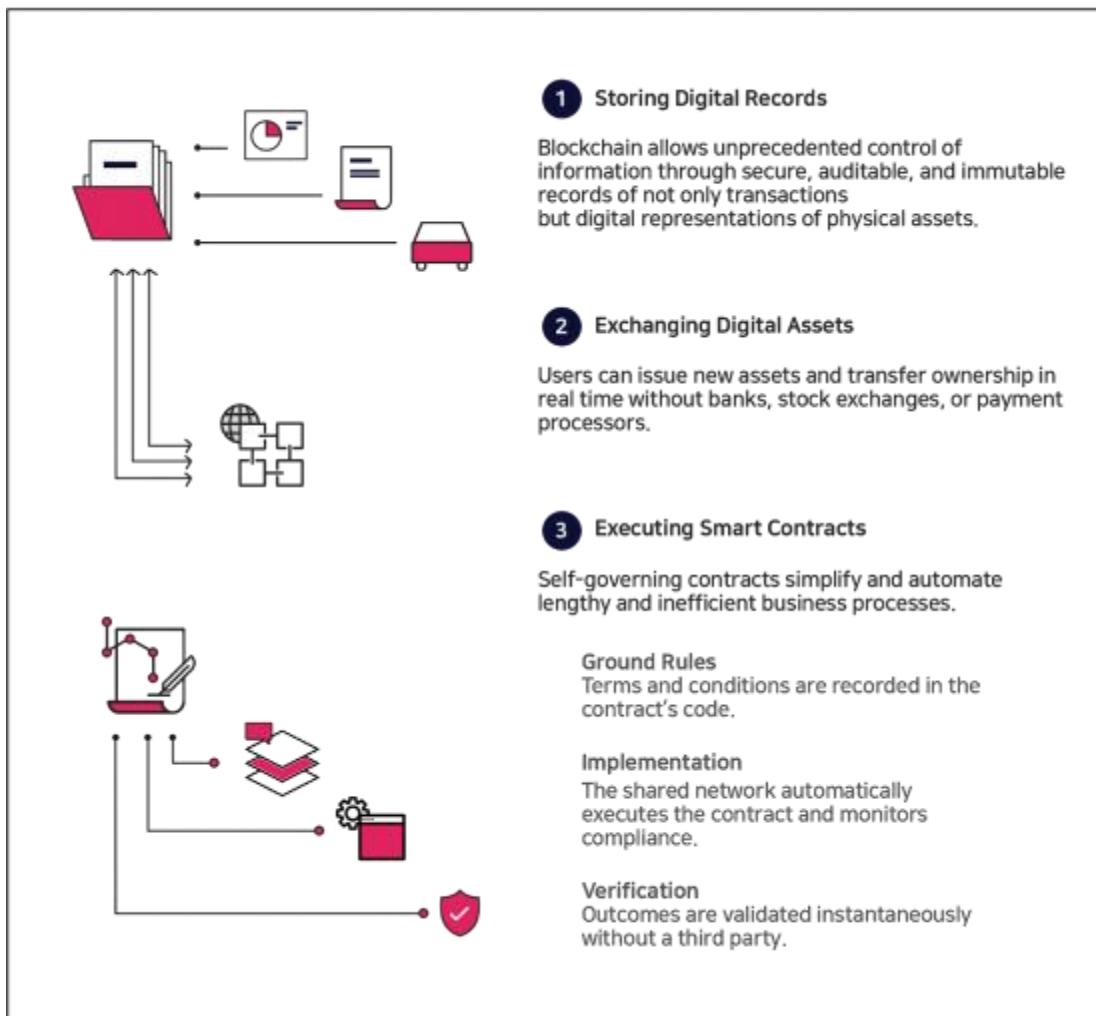 1 Storing Digital Records
Blockchain allows unprecedented control of
information through secure, auditable, and immutable
records of not only transactions
but digital representations of physical assets.
2 Exchanging Digital Assets
Users can issue new assets and transfer ownership in
real time without banks, stock exchanges, or payment
processors.
3 Executing Smart Contracts
Self-governing contracts simplify and automate
lengthy and inefficient business processes.
Ground Rules
Terms and conditions are recorded in the
contract's code.
Implementation
The shared network automatically
executes the contract and monitors
compliance.
Verification
Outcomes are validated instantaneously
without a third party.